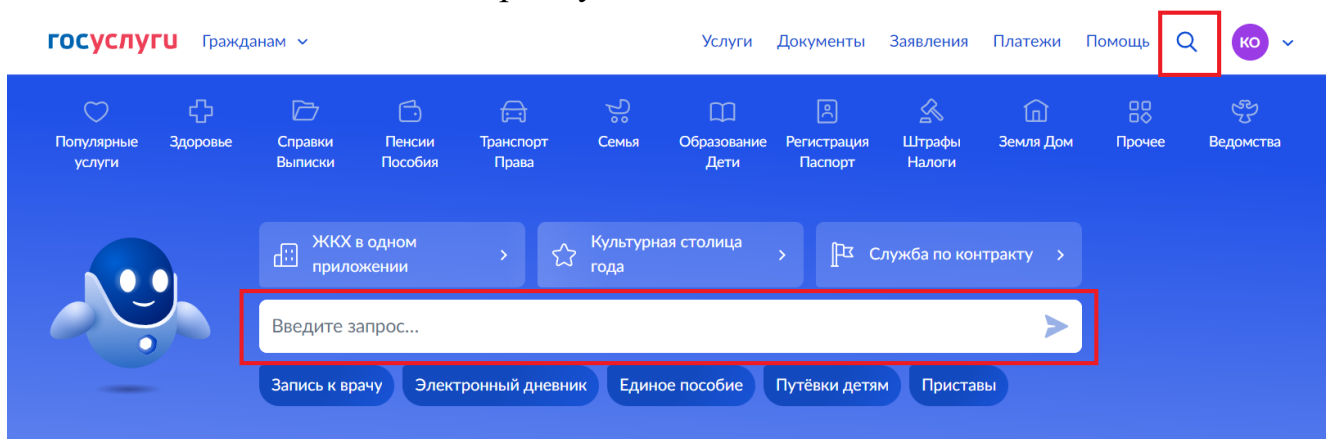 госуслуги Гражданам Услуги Документы Заявления Платежи Помощь КО
Популярные услуги
Здоровье
Справки Выписки
Пенсии Пособия
Транспорт Права
Семья
Образование Дети
Регистрация Паспорт
Штрафы Налоги
Земля Дом
Прочее
Ведомства
ЖКХ в одном
приложении
Культурная столица
года
Служба по контракту
Введите запрос...
Запись к врачу Электронный дневник Единое пособие Путёвки детям Приставы